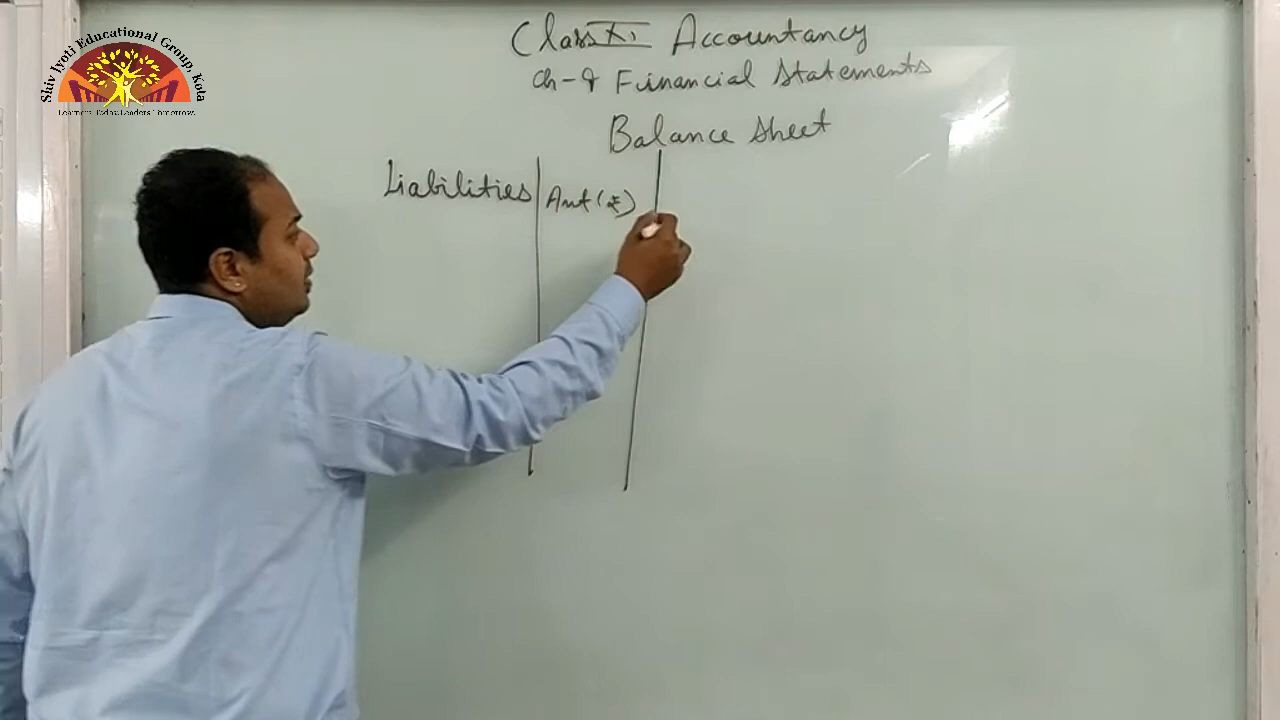 Shiv Jyoti Educational Group, Kota
Class XI Accountancy
Ch-9 Financial Statements
Balance Sheet
Liabilities Amt (₹)